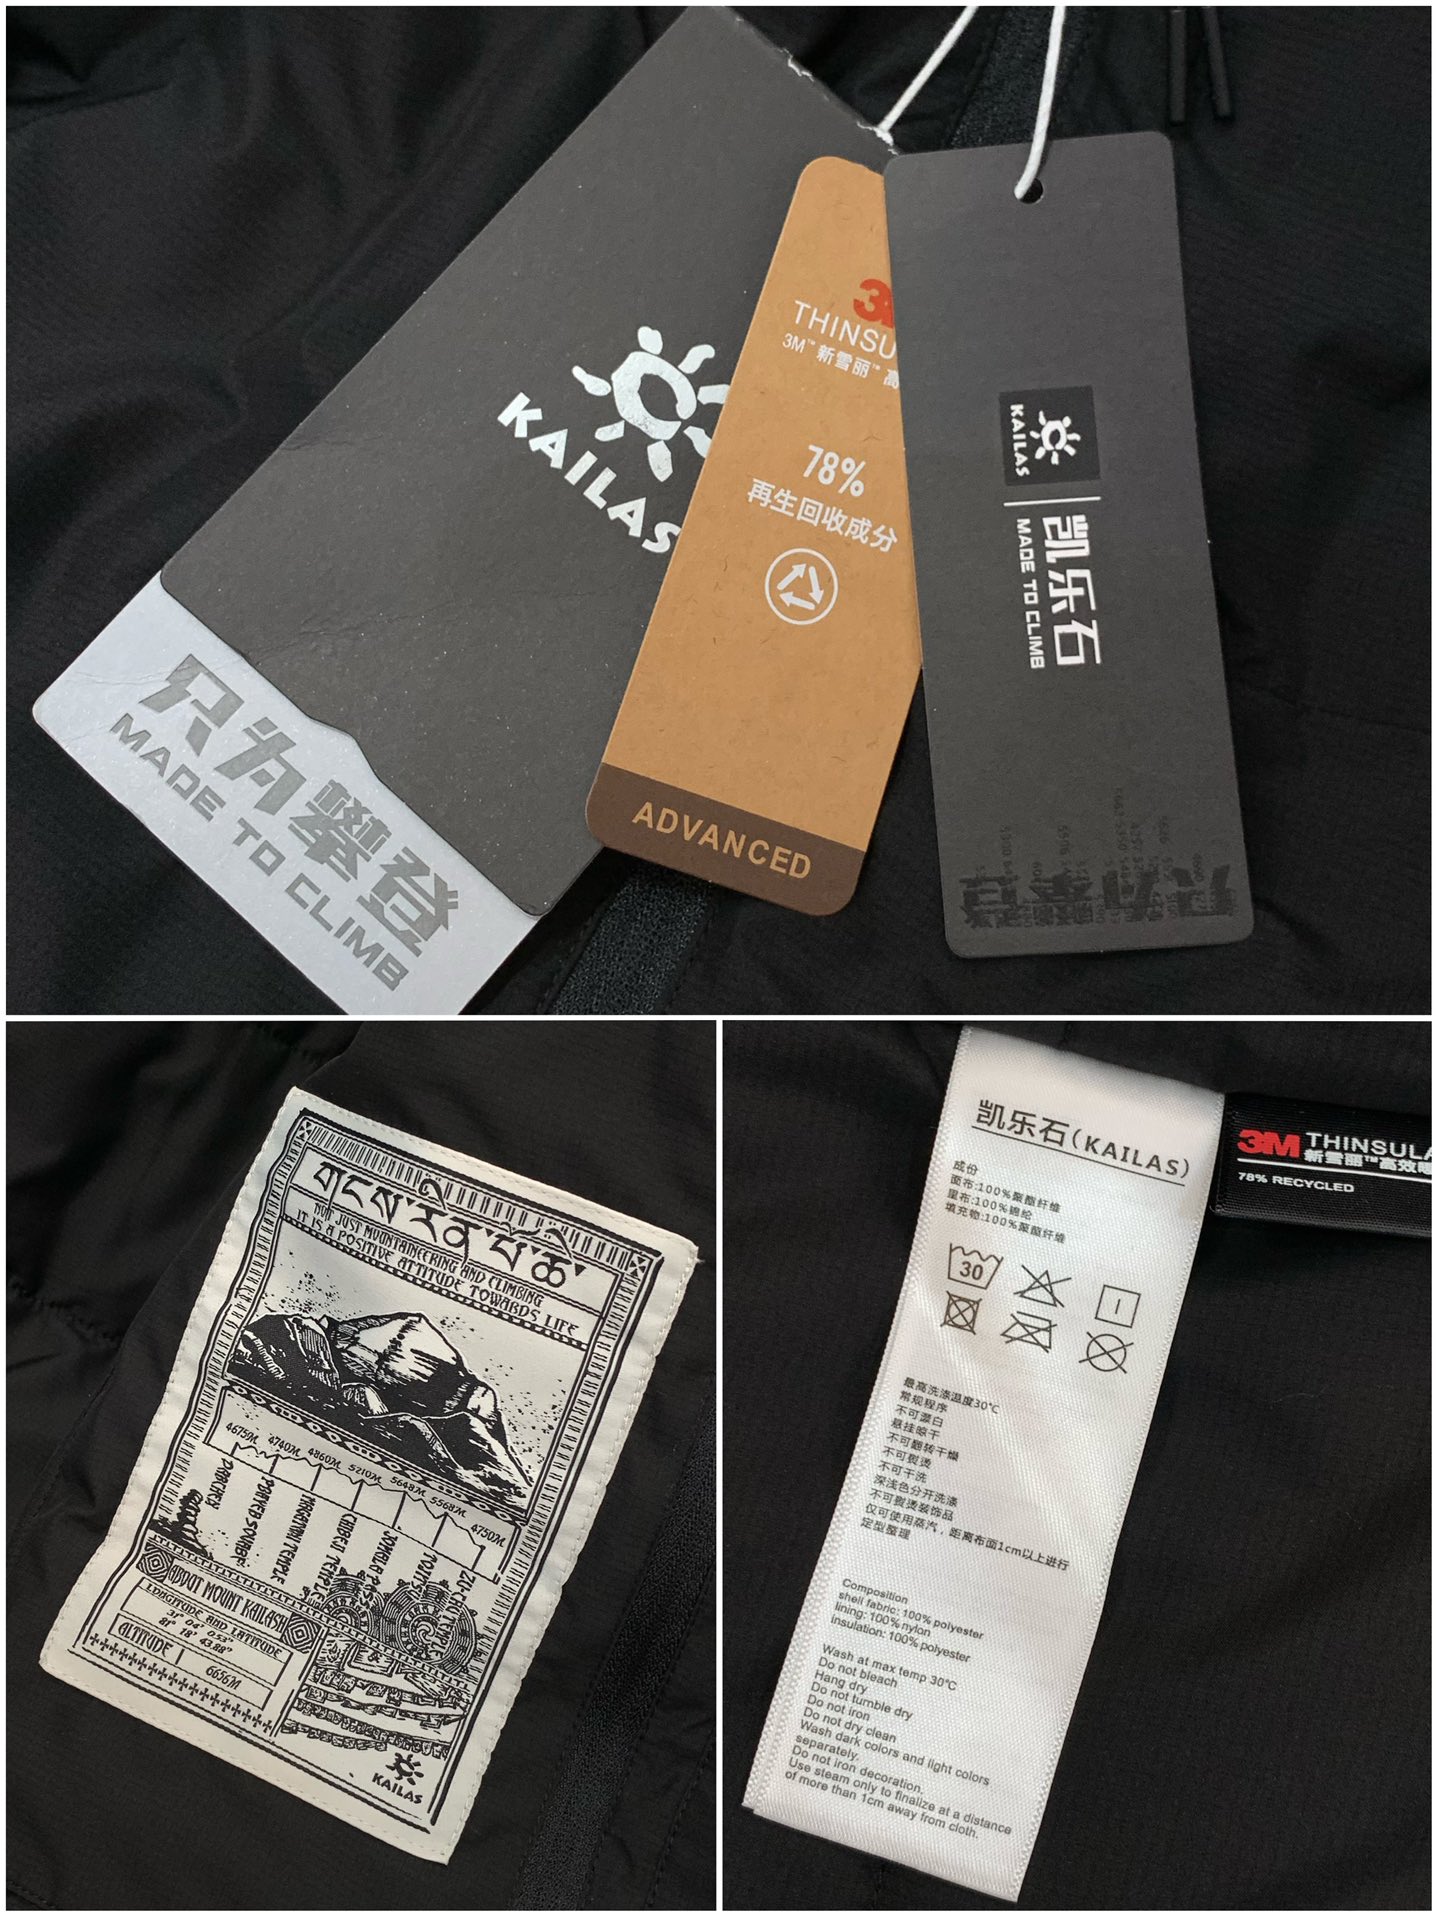 KAILAS
只为攀登
MADE TO CLIMB
3M
THINSU
3M™新雪丽™高
78%
再生回收成分
ADVANCED
KAILAS
凯乐石
MADE TO CLIMB
NOT JUST MOUNTAINEERING AND CLIMBING
IT IS A POSITIVE ATTITUDE TOWARDS LIFE
4675M 4740M 4860M 5210M 5648M 5568M 4750M
DARCHEN
MOUNT KAILASH
LONGITUDE AND LATITUDE
ALTITUDE
KAILAS
凯乐石(KAILAS)
成份
面布:100%聚酯纤维
里布:100%锦纶
填充物:100%聚酯纤维
30
最高洗涤温度30℃
常规程序
不可漂白
悬挂晾干
不可翻转干燥
不可熨烫
不可干洗
深浅色分开洗涤
不可熨烫装饰品
仅可使用蒸汽,距离布面1cm以上进行
定型整理
Composition
shell fabric: 100% polyester
lining: 100% nylon
insulation: 100% polyester
Wash at max temp 30℃
Do not bleach
Hang dry
Do not tumble dry
Do not iron
Do not dry clean
Wash dark colors and light colors
separately.
Do not iron decoration.
Use steam only to finalize at a distance
of more than 1cm away from cloth.
3M THINSULA
新雪丽™高效暖
78% RECYCLED